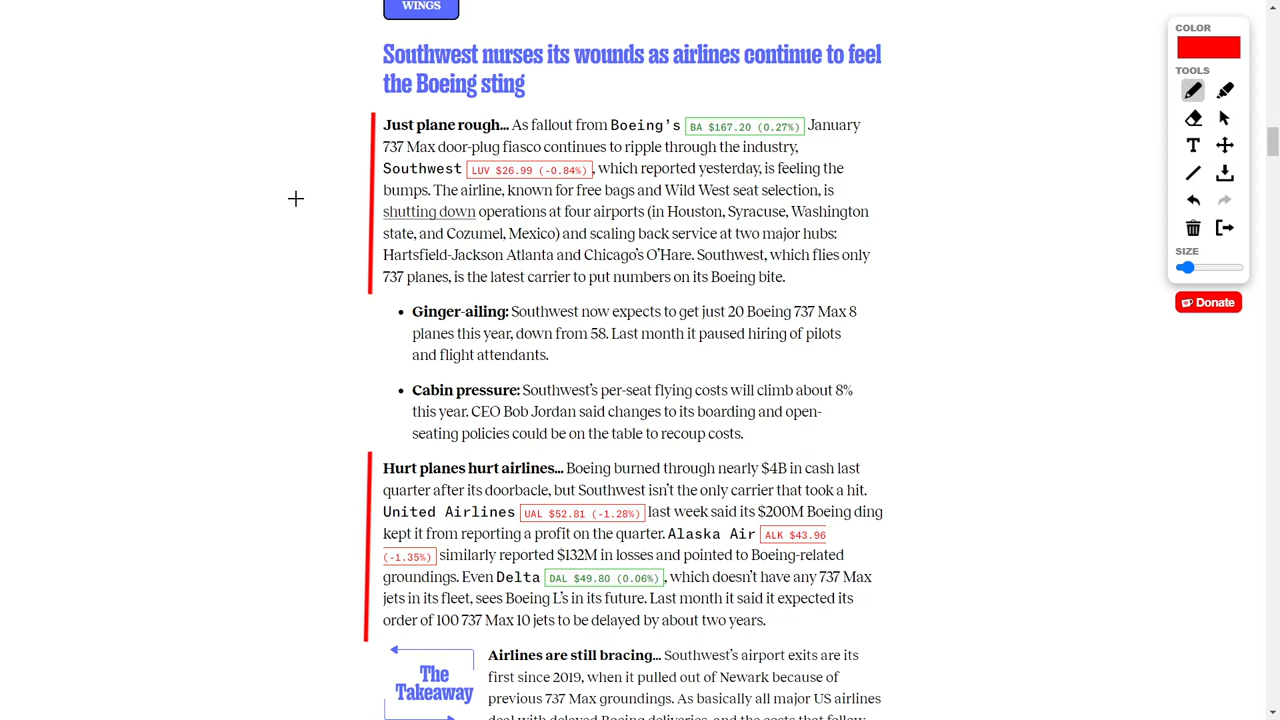 WINGS
Southwest nurses its wounds as airlines continue to feel
the Boeing sting
Just plane rough... As fallout from Boeing's BA $167.20 (0.27%) January
737 Max door-plug fiasco continues to ripple through the industry,
Southwest LUV $26.99 (-0.84%), which reported yesterday, is feeling the
bumps. The airline, known for free bags and Wild West seat selection, is
shutting down operations at four airports (in Houston, Syracuse, Washington
state, and Cozumel, Mexico) and scaling back service at two major hubs:
Hartsfield-Jackson Atlanta and Chicago's O'Hare. Southwest, which flies only
737 planes, is the latest carrier to put numbers on its Boeing bite.
• Ginger-ailing: Southwest now expects to get just 20 Boeing 737 Max 8
planes this year, down from 58. Last month it paused hiring of pilots
and flight attendants.
• Cabin pressure: Southwest's per-seat flying costs will climb about 8%
this year. CEO Bob Jordan said changes to its boarding and open-
seating policies could be on the table to recoup costs.
Hurt planes hurt airlines... Boeing burned through nearly $4B in cash last
quarter after its doorbacle, but Southwest isn't the only carrier that took a hit.
United Airlines UAL $52.81 (-1.28%) last week said its $200M Boeing ding
kept it from reporting a profit on the quarter. Alaska Air ALK $43.96
(-1.35%) similarly reported $132M in losses and pointed to Boeing-related
groundings. Even Delta DAL $49.80 (0.06%), which doesn't have any 737 Max
jets in its fleet, sees Boeing L's in its future. Last month it said it expected its
order of 100 737 Max 10 jets to be delayed by about two years.
The
Takeaway
Airlines are still bracing... Southwest's airport exits are its
first since 2019, when it pulled out of Newark because of
previous 737 Max groundings. As basically all major US airlines
deal with delayed Boeing deliveries, and the costs that follow
COLOR
TOOLS
T
SIZE
Donate